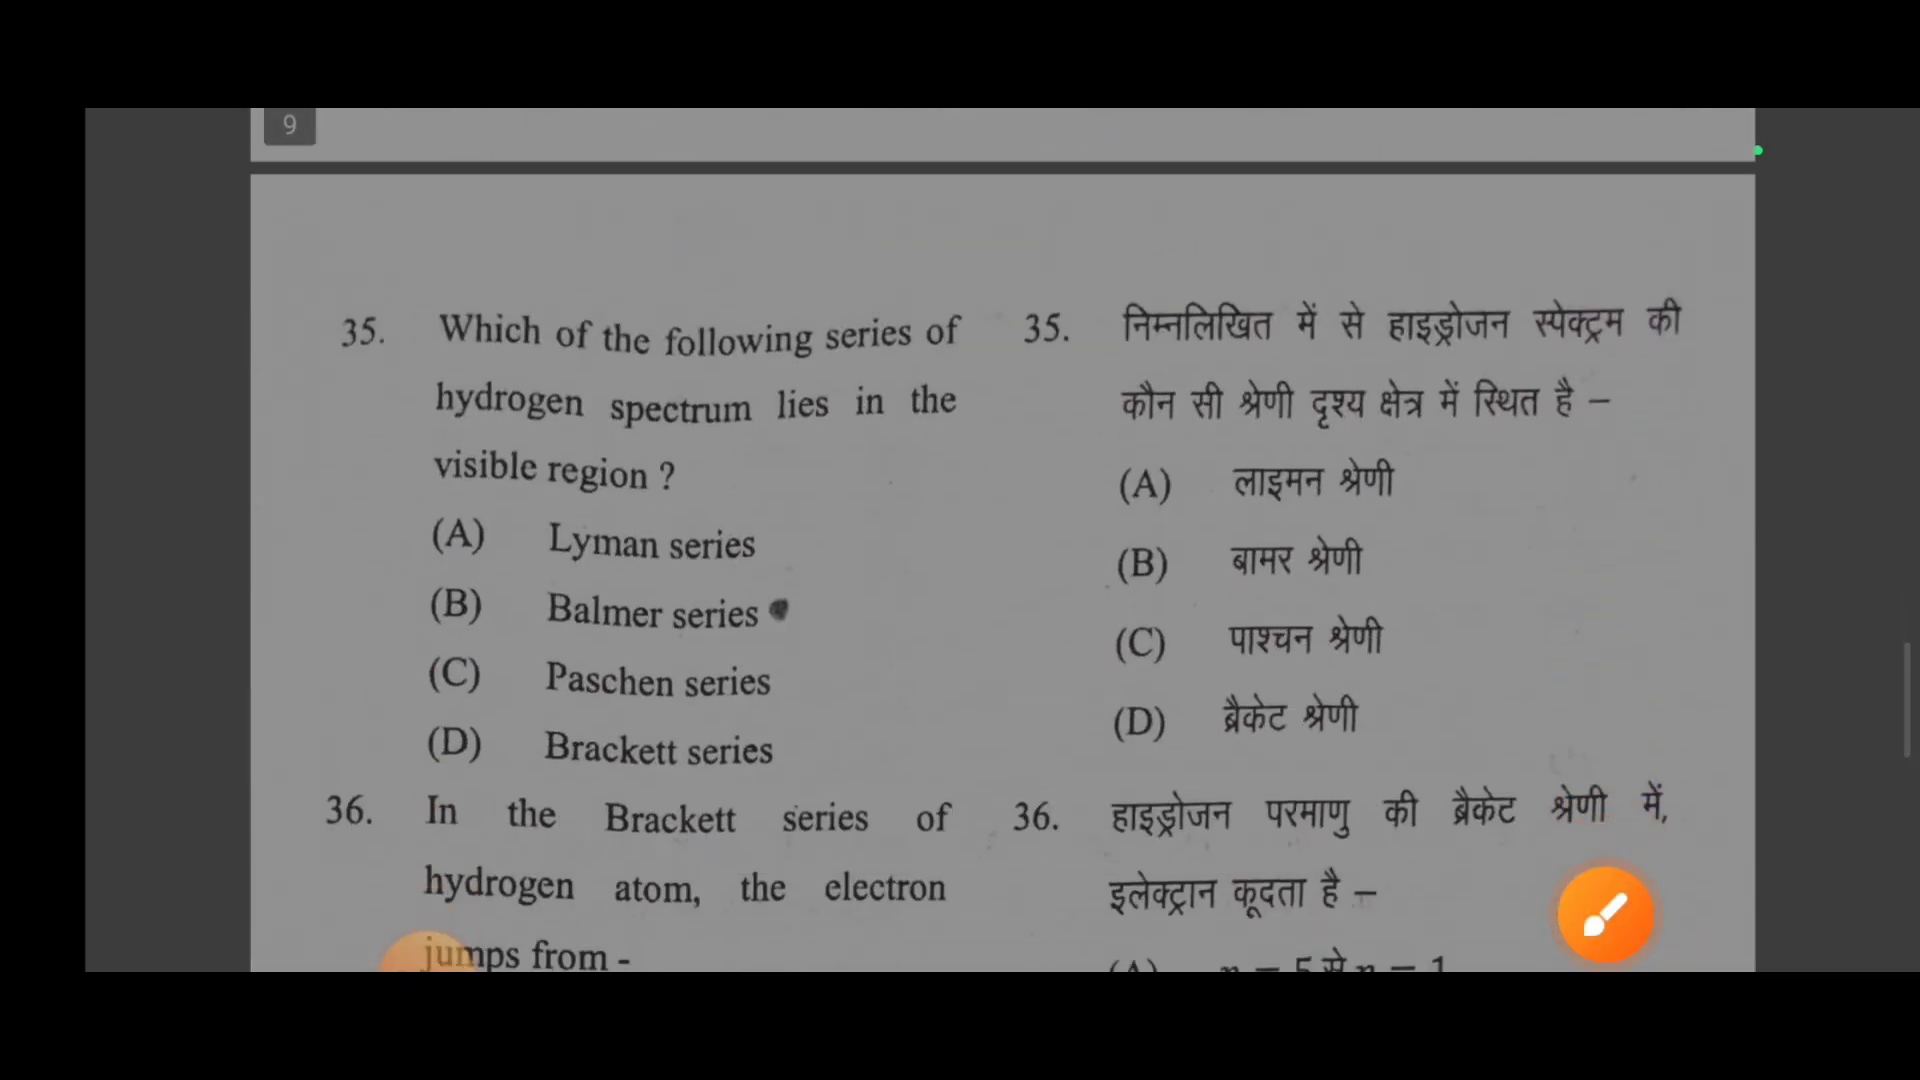 9
35. Which of the following series of
hydrogen spectrum lies in the
visible region ?
(A) Lyman series
(B) Balmer series
(C) Paschen series
(D) Brackett series
36. In the Brackett series of
hydrogen atom, the electron
jumps from -
35. निम्नलिखित में से हाइड्रोजन स्पेक्ट्रम की
कौन सी श्रेणी दृश्य क्षेत्र में स्थित है –
(A) लाइमन श्रेणी
(B) बामर श्रेणी
(C) पाश्चन श्रेणी
(D) ब्रैकेट श्रेणी
36. हाइड्रोजन परमाणु की ब्रैकेट श्रेणी में,
इलेक्ट्रान कूदता है –
(A) n = 5 से n = 1